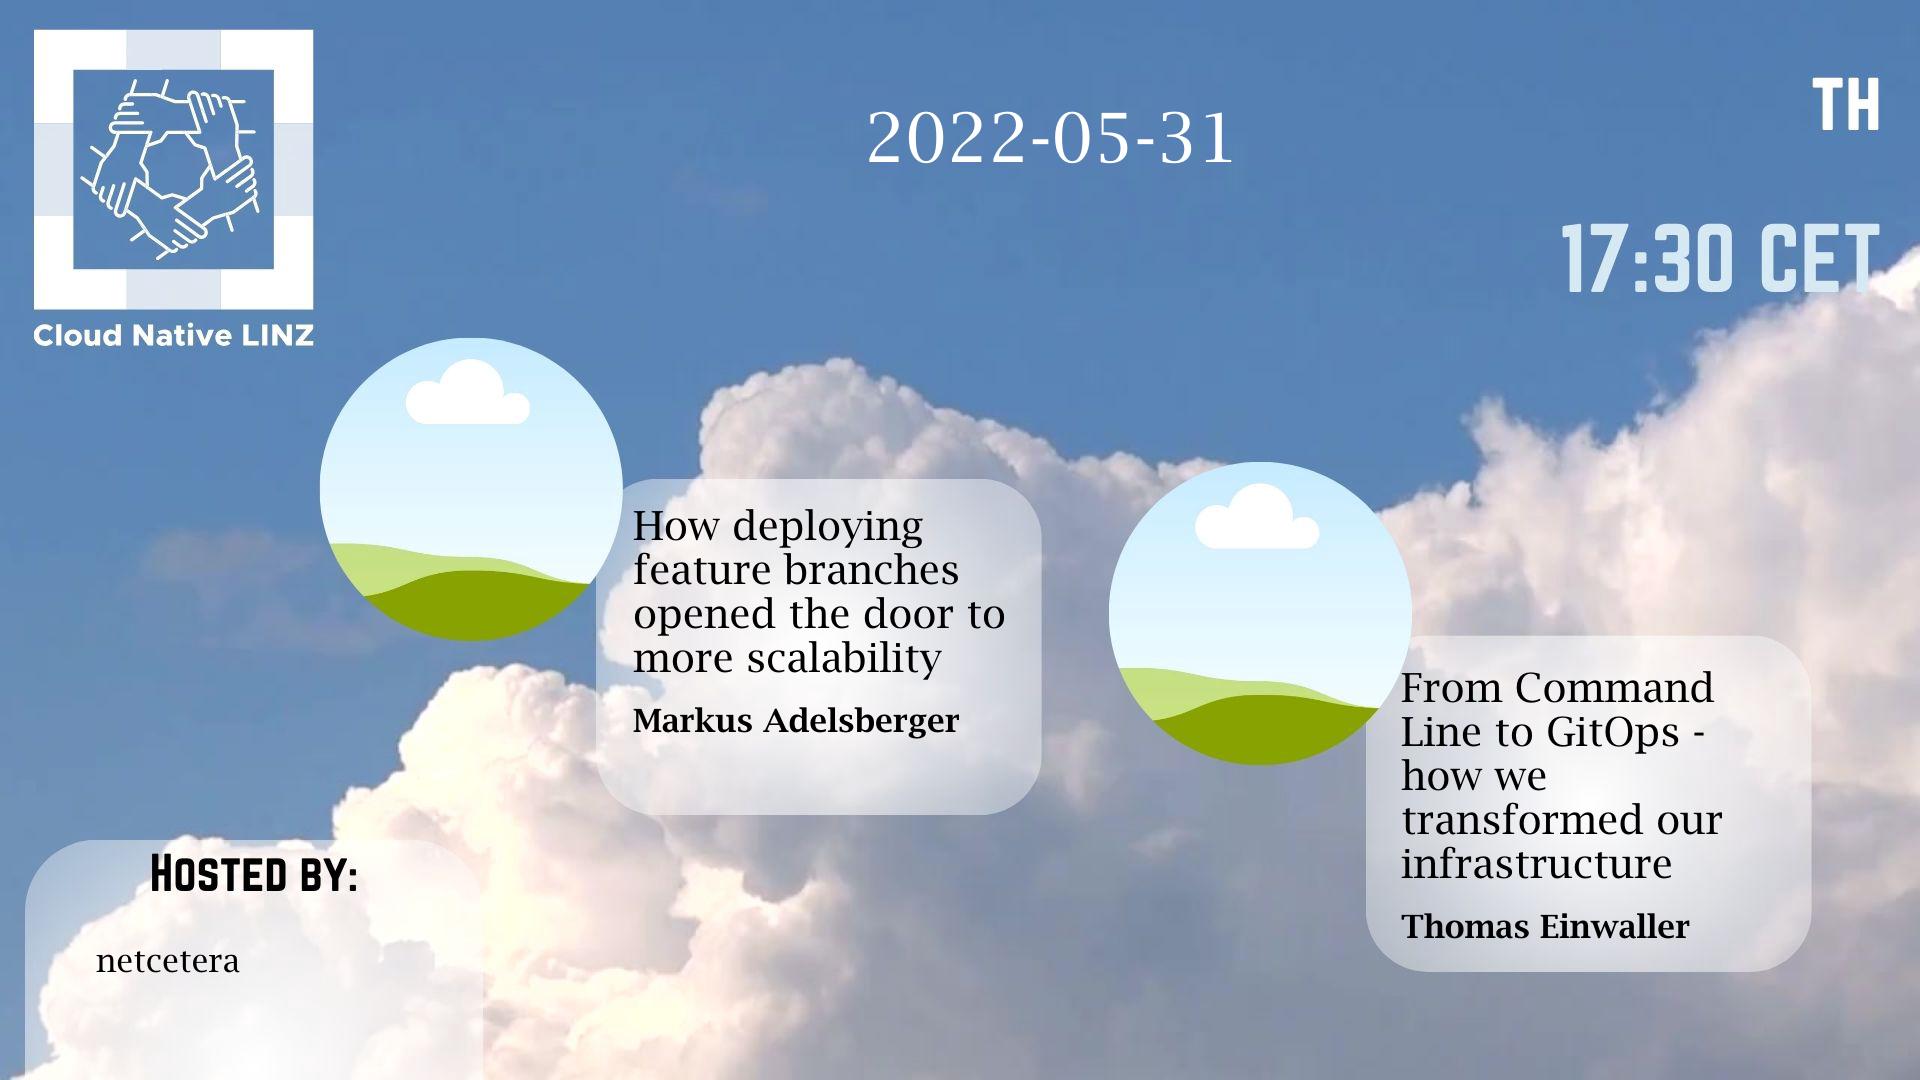 Cloud Native LINZ
2022-05-31
TH
17:30 CET
How deploying
feature branches
opened the door to
more scalability
Markus Adelsberger
From Command
Line to GitOps -
how we
transformed our
infrastructure
Thomas Einwaller
HOSTED BY:
netcetera